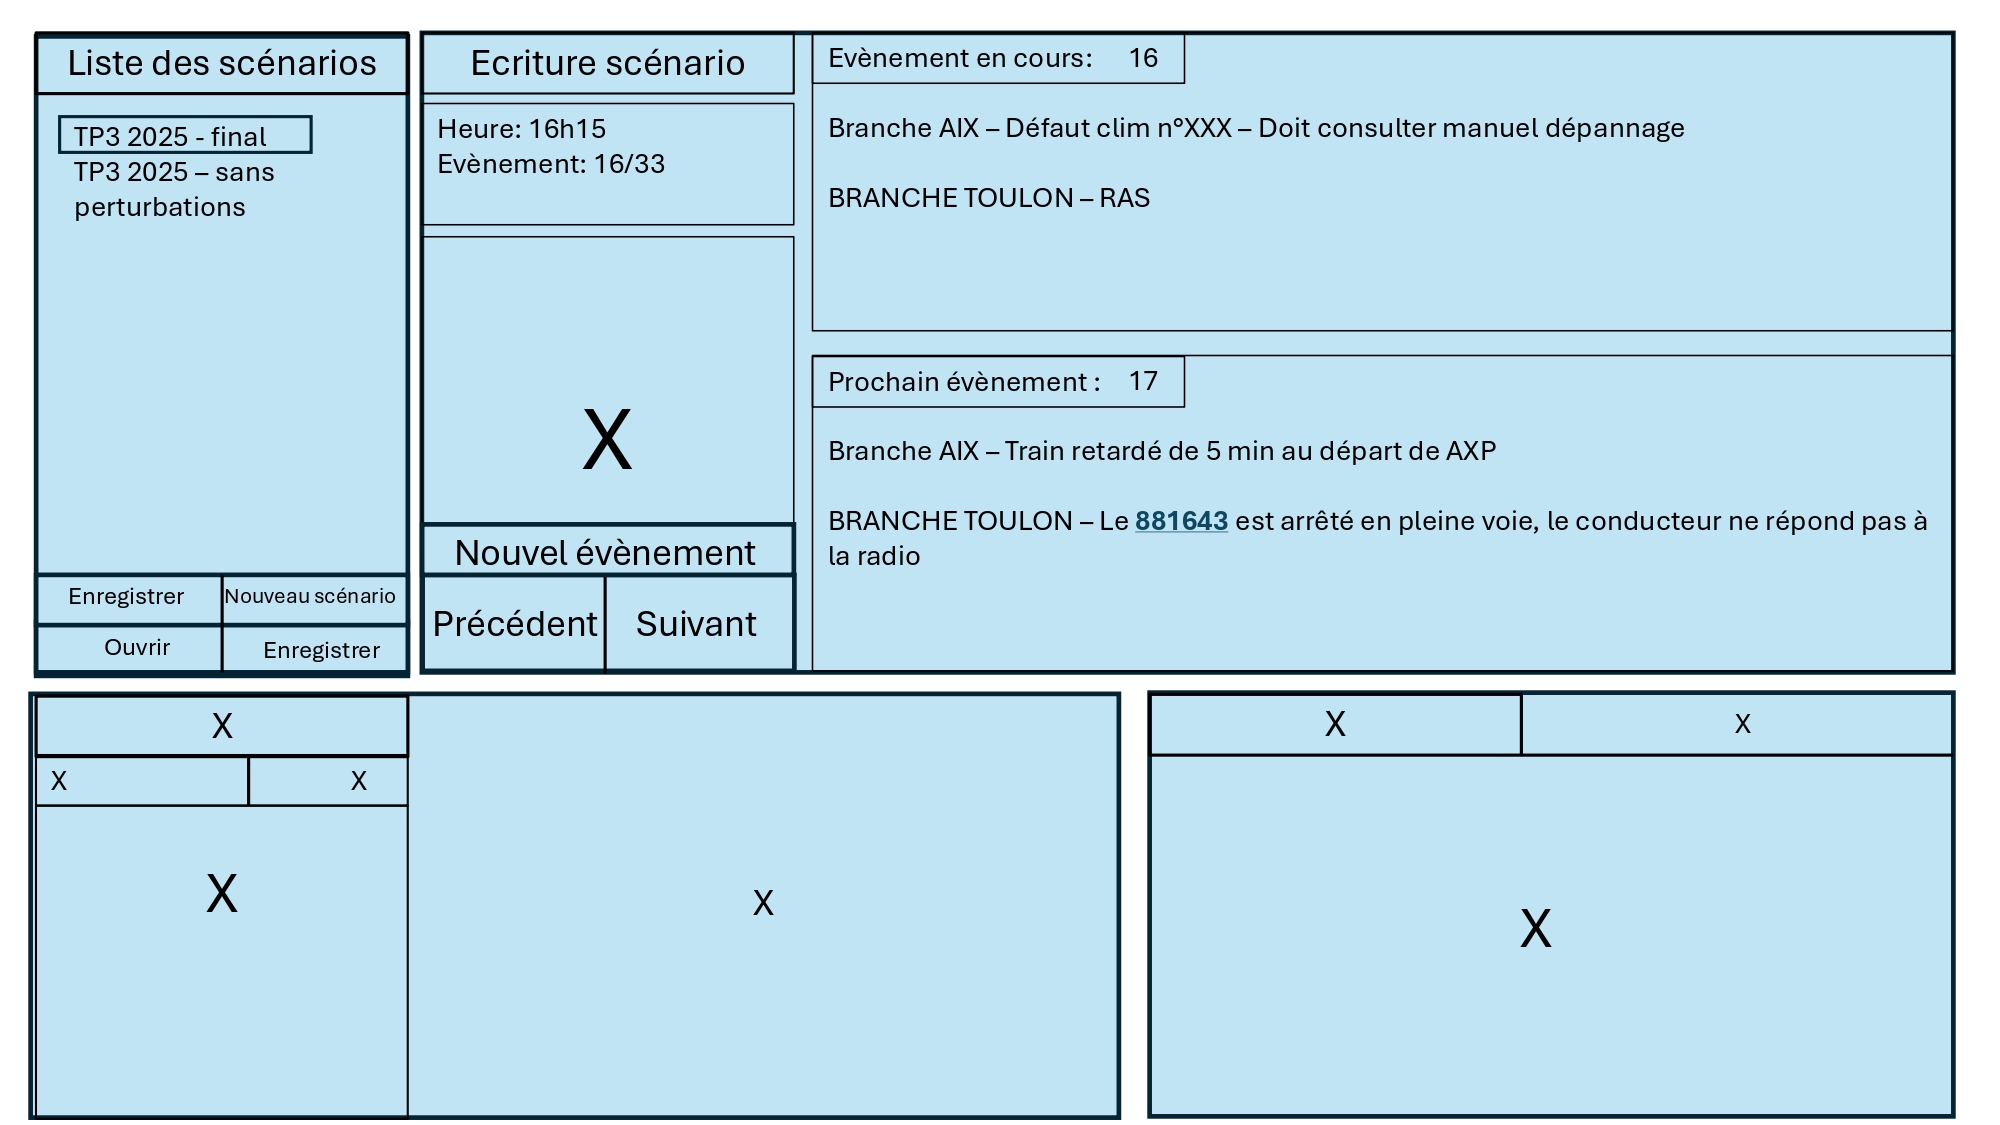 Liste des scénarios
TP3 2025 - final
TP3 2025 – sans
perturbations
Enregistrer
Nouveau scénario
Ouvrir
Enregistrer
Ecriture scénario
Heure: 16h15
Evènement: 16/33
X
Nouvel évènement
Précédent
Suivant
Evènement en cours: 16
Branche AIX – Défaut clim n°XXX – Doit consulter manuel dépannage
BRANCHE TOULON – RAS
Prochain évènement : 17
Branche AIX – Train retardé de 5 min au départ de AXP
BRANCHE TOULON – Le 881643 est arrêté en pleine voie, le conducteur ne répond pas à
la radio
X
X
X
X
X
X
X
X